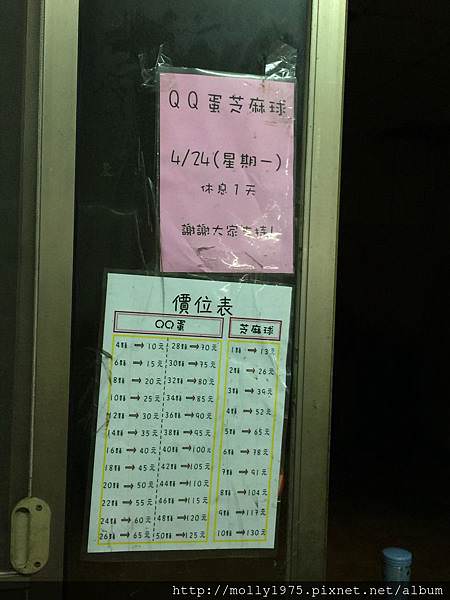 QQ蛋芝麻球
4/24(星期一)
休息1天
謝謝大家支持!
價位表
QQ蛋 芝麻球
4顆→10元 28顆→70元 1顆→13元
6顆→15元 30顆→75元 2顆→26元
8顆→20元 32顆→80元 3顆→39元
10顆→25元 34顆→85元 4顆→52元
12顆→30元 36顆→90元 5顆→65元
14顆→35元 38顆→95元 6顆→78元
16顆→40元 40顆→100元 7顆→91元
18顆→45元 42顆→105元 8顆→104元
20顆→50元 44顆→110元 9顆→117元
22顆→55元 46顆→115元 10顆→130元
24顆→60元 48顆→120元
26顆→65元 50顆→125元
http://molly1975.pixnet.net/album